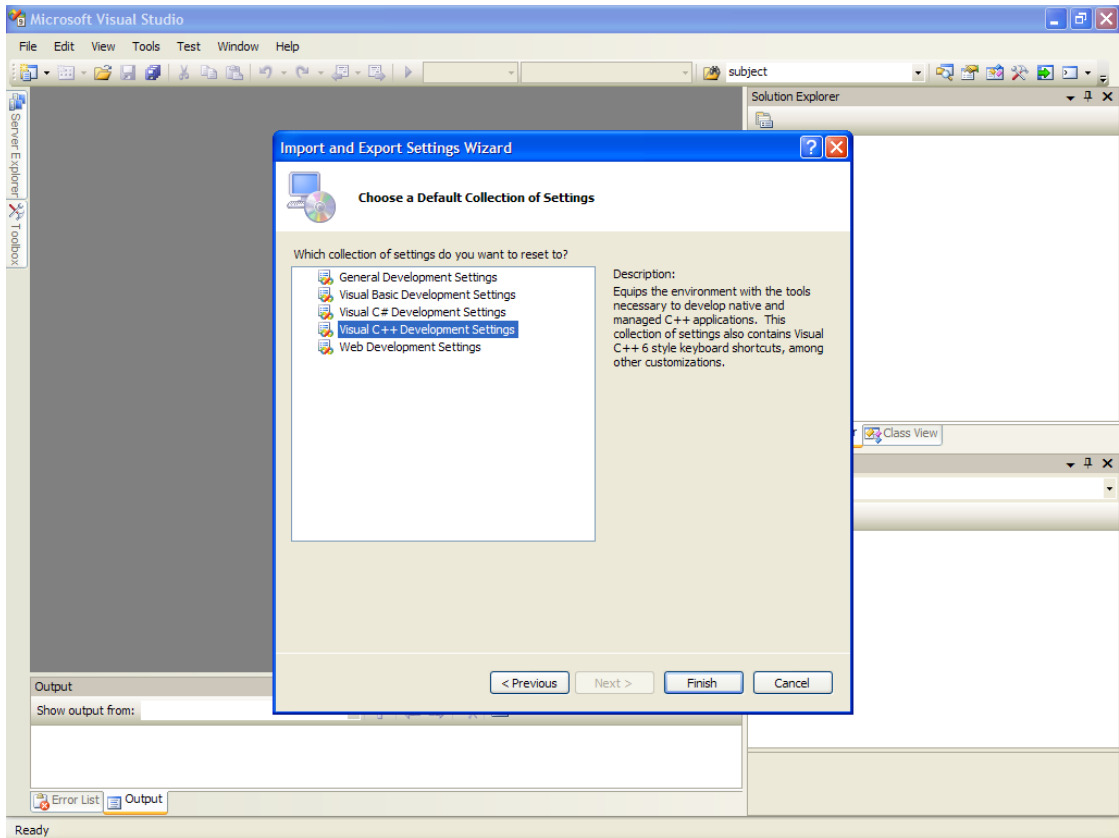 Microsoft Visual Studio
File Edit View Tools Test Window Help
subject
Server Explorer
Toolbox
Solution Explorer
Import and Export Settings Wizard
Choose a Default Collection of Settings
Which collection of settings do you want to reset to?
General Development Settings
Visual Basic Development Settings
Visual C# Development Settings
Visual C++ Development Settings
Web Development Settings
Description:
Equips the environment with the tools
necessary to develop native and
managed C++ applications. This
collection of settings also contains Visual
C++ 6 style keyboard shortcuts, among
other customizations.
Class View
< Previous Next > Finish Cancel
Output
Show output from:
Error List Output
Ready